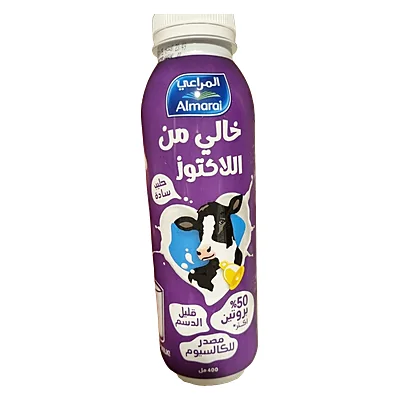 المراعي
Almarai
خالي من
اللاكتوز
حليب
سادة
50%
بروتين
أكثر*
قليل
الدسم
مصدر
للكالسيوم
400 مل